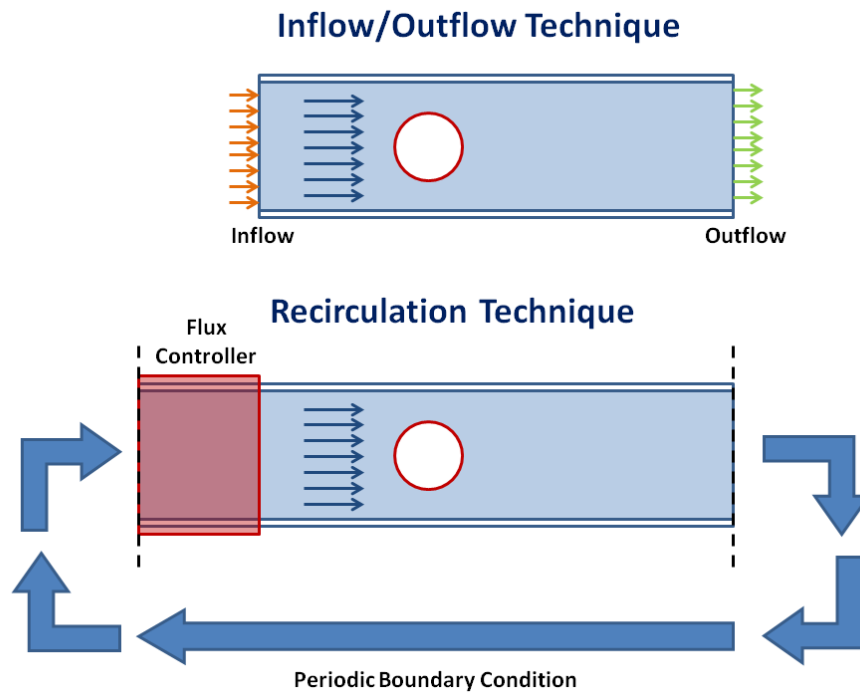 Inflow/Outflow Technique
Inflow
Outflow
Recirculation Technique
Flux
Controller
Periodic Boundary Condition